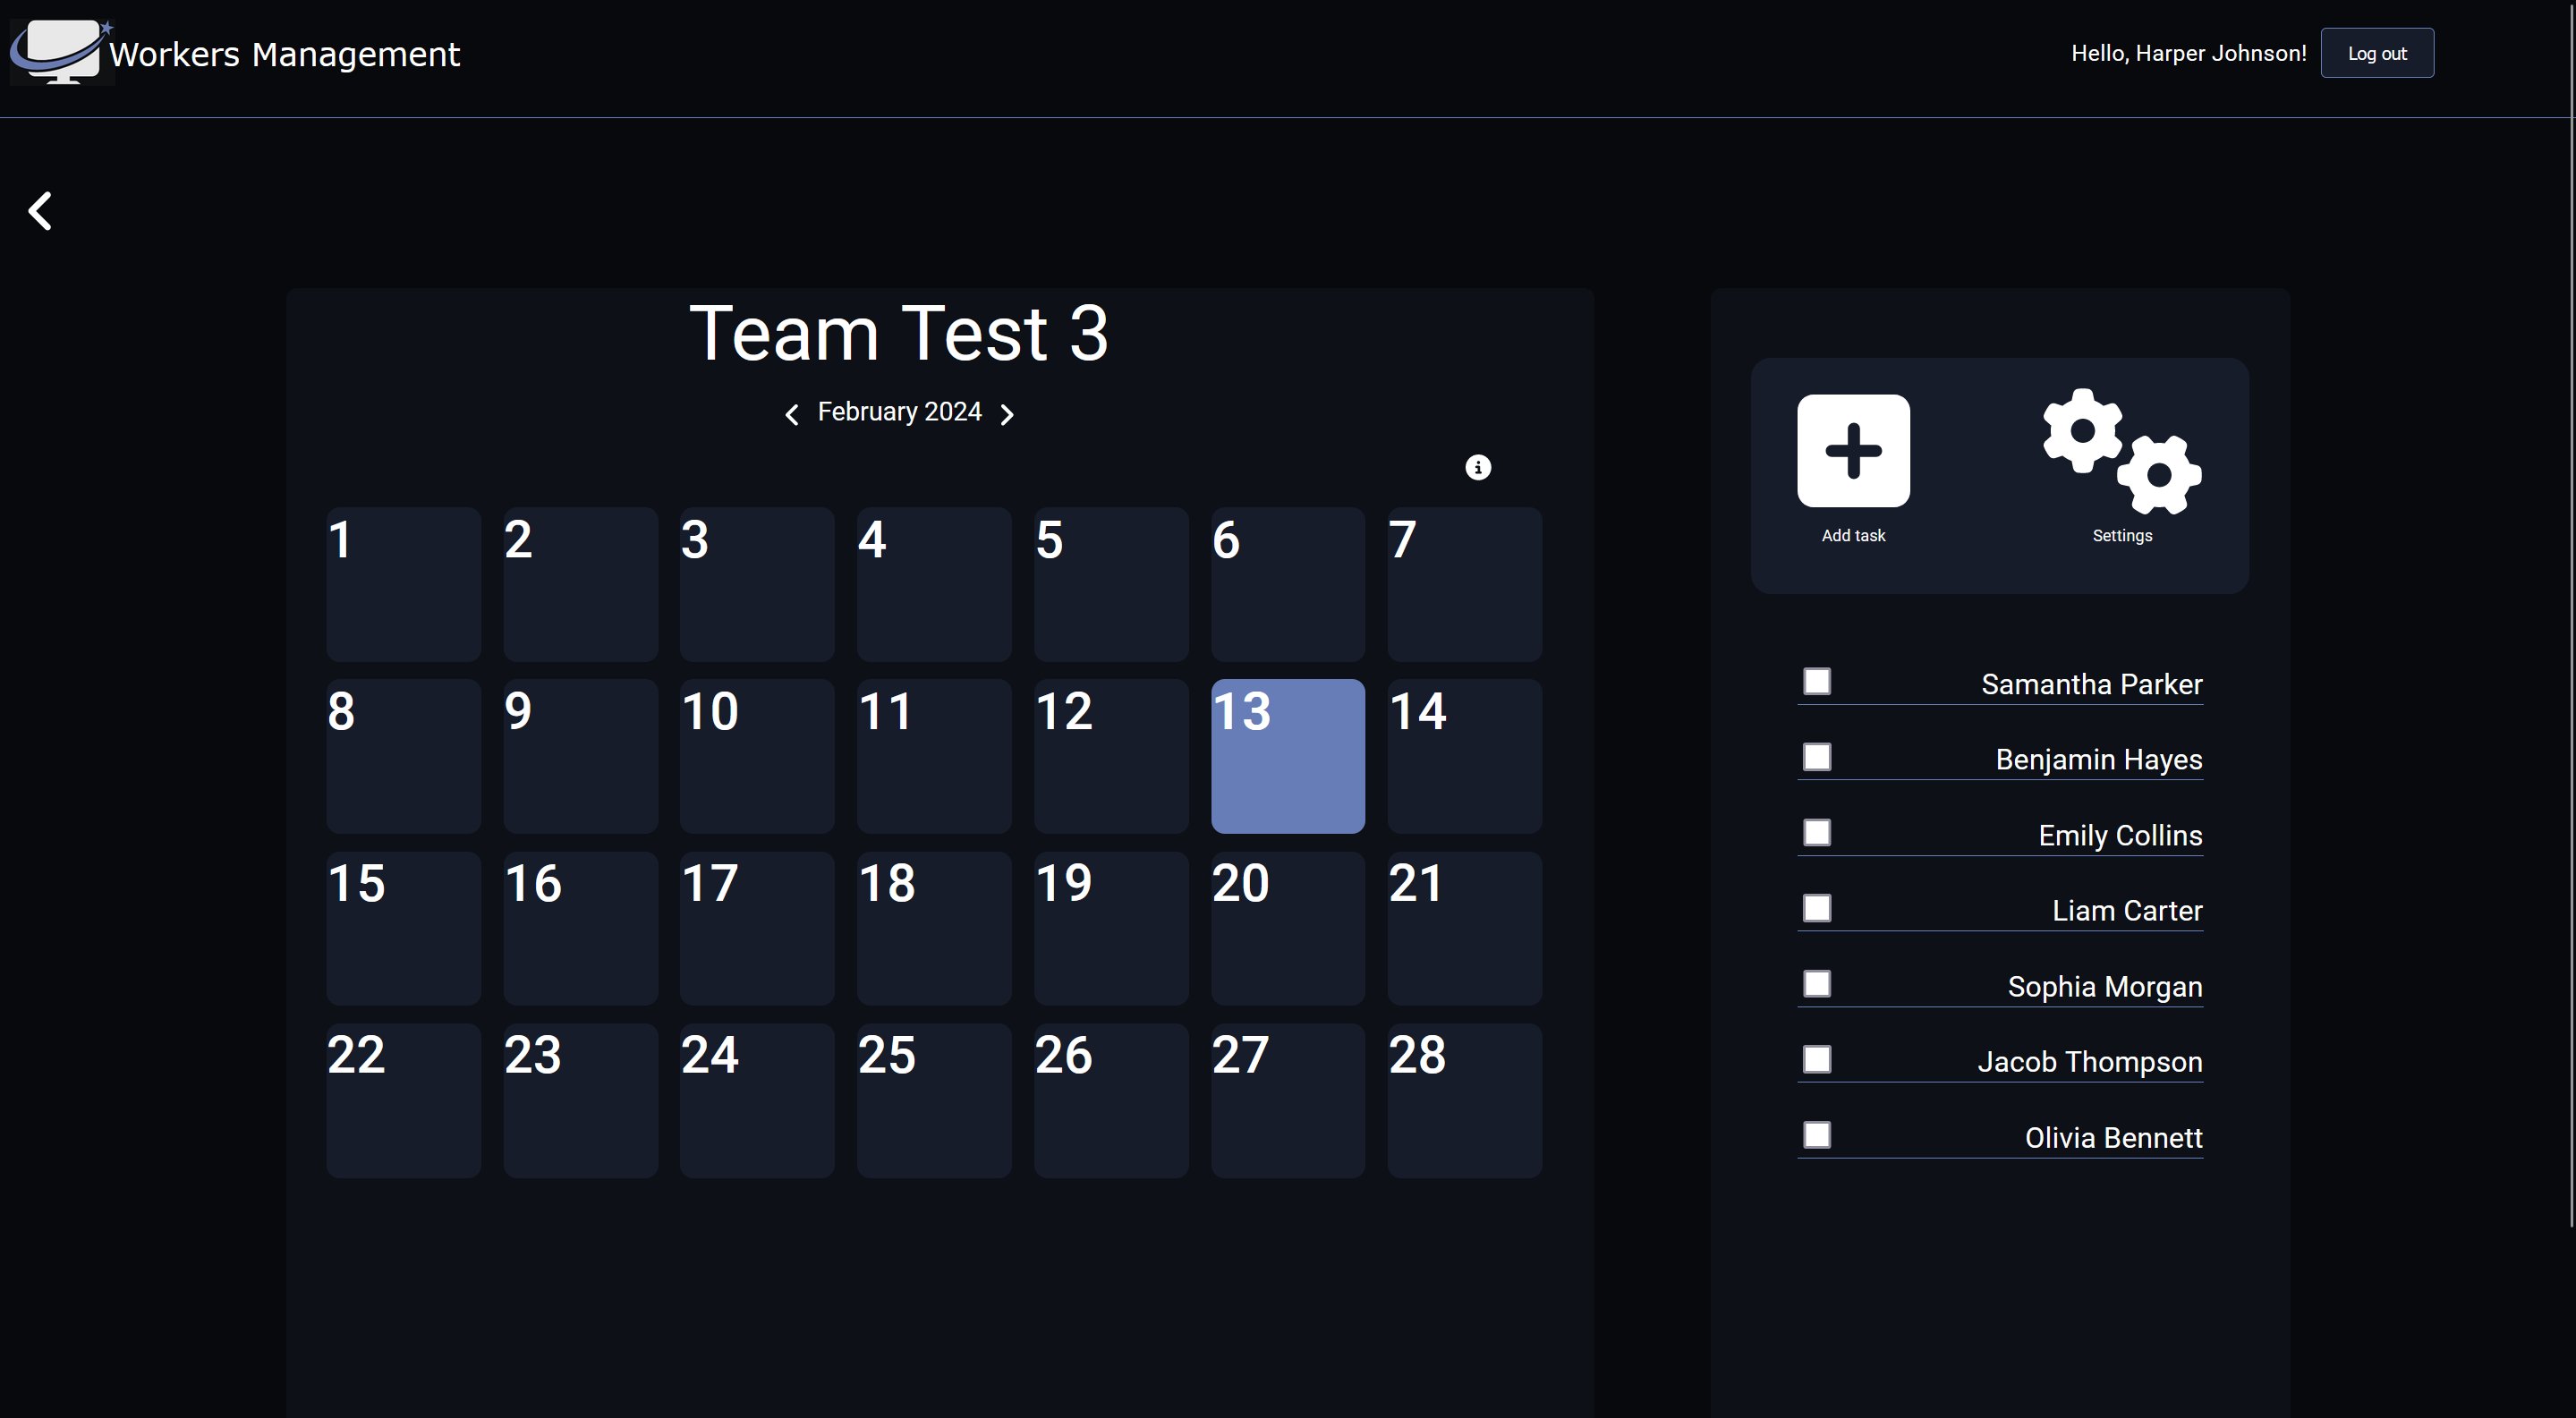 Workers Management
Hello, Harper Johnson!
Log out
Team Test 3
February 2024
1 2 3 4 5 6 7
8 9 10 11 12 13 14
15 16 17 18 19 20 21
22 23 24 25 26 27 28
Add task
Settings
Samantha Parker
Benjamin Hayes
Emily Collins
Liam Carter
Sophia Morgan
Jacob Thompson
Olivia Bennett